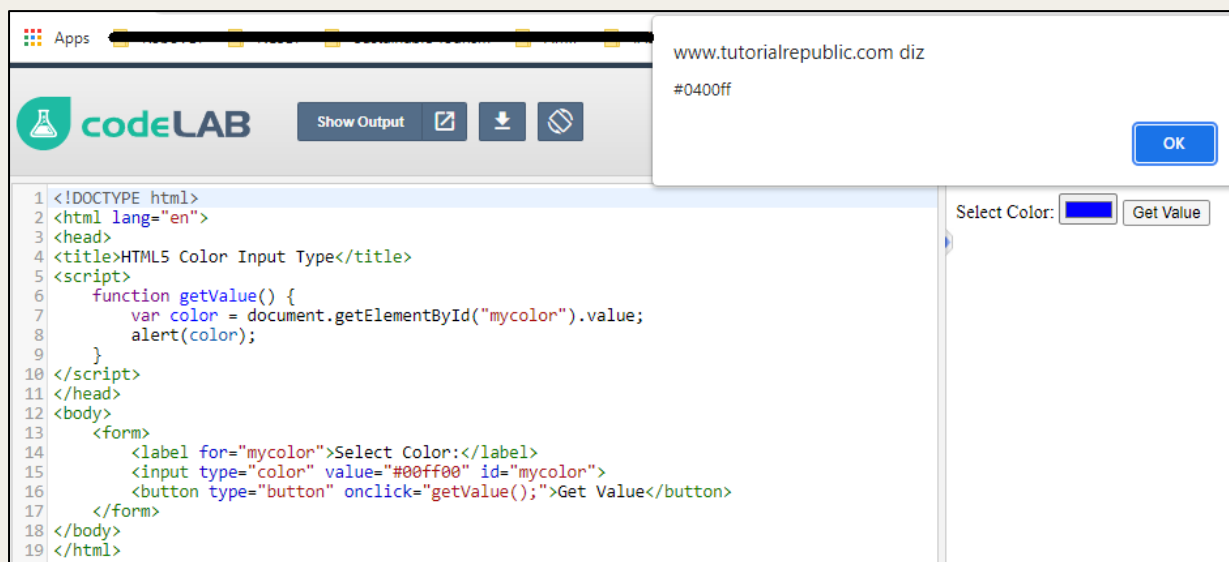 Apps
www.tutorialrepublic.com diz
#0400ff
OK
codeLAB
Show Output
1 <!DOCTYPE html>
2 <html lang="en">
3 <head>
4 <title>HTML5 Color Input Type</title>
5 <script>
6     function getValue() {
7         var color = document.getElementById("mycolor").value;
8         alert(color);
9     }
10 </script>
11 </head>
12 <body>
13     <form>
14         <label for="mycolor">Select Color:</label>
15         <input type="color" value="#00ff00" id="mycolor">
16         <button type="button" onclick="getValue();">Get Value</button>
17     </form>
18 </body>
19 </html>
Select Color:
Get Value